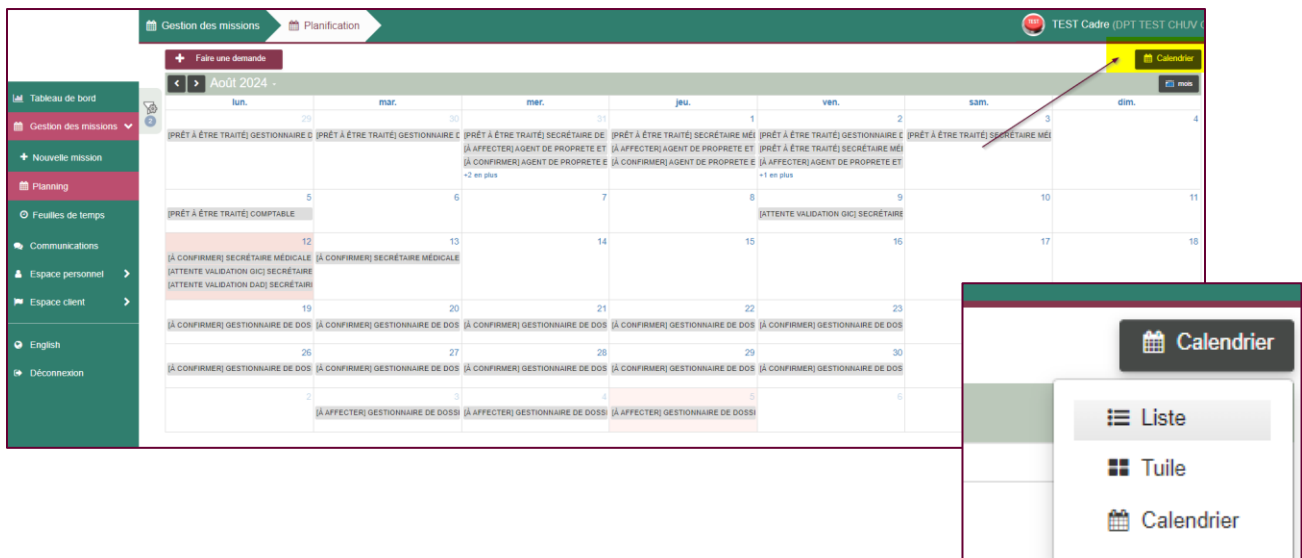 Gestion des missions Planification TEST Cadre (DPT TEST CHUV
Faire une demande Calendrier
Août 2024 mois
lun. mar. mer. jeu. ven. sam. dim.
29 30 31 1 2 3 4
[PRÊT À ÊTRE TRAITÉ] GESTIONNAIRE D [PRÊT À ÊTRE TRAITÉ] GESTIONNAIRE D [PRÊT À ÊTRE TRAITÉ] SECRÉTAIRE DE [PRÊT À ÊTRE TRAITÉ] SECRÉTAIRE MÉI [PRÊT À ÊTRE TRAITÉ] GESTIONNAIRE D [PRÊT À ÊTRE TRAITÉ] SECRÉTAIRE MÉI
[À AFFECTER] AGENT DE PROPRETE ET [À AFFECTER] AGENT DE PROPRETE ET [PRÊT À ÊTRE TRAITÉ] SECRÉTAIRE MÉI
[À CONFIRMER] AGENT DE PROPRETE E [À CONFIRMER] AGENT DE PROPRETE E [À AFFECTER] AGENT DE PROPRETE ET
+2 en plus +1 en plus
5 6 7 8 9 10 11
[PRÊT À ÊTRE TRAITÉ] COMPTABLE [ATTENTE VALIDATION GIC] SECRÉTAIRE
12 13 14 15 16 17 18
[À CONFIRMER] SECRÉTAIRE MÉDICALE [À CONFIRMER] SECRÉTAIRE MÉDICALE
[ATTENTE VALIDATION GIC] SECRÉTAIRE
[ATTENTE VALIDATION DAD] SECRÉTAIRI
19 20 21 22 23
[À CONFIRMER] GESTIONNAIRE DE DOS [À CONFIRMER] GESTIONNAIRE DE DOS [À CONFIRMER] GESTIONNAIRE DE DOS [À CONFIRMER] GESTIONNAIRE DE DOS [À CONFIRMER] GESTIONNAIRE DE DOS
26 27 28 29 30
[À CONFIRMER] GESTIONNAIRE DE DOS [À CONFIRMER] GESTIONNAIRE DE DOS [À CONFIRMER] GESTIONNAIRE DE DOS [À CONFIRMER] GESTIONNAIRE DE DOS [À CONFIRMER] GESTIONNAIRE DE DOS
2 3 4 5 6
[À AFFECTER] GESTIONNAIRE DE DOSSI [À AFFECTER] GESTIONNAIRE DE DOSSI [À AFFECTER] GESTIONNAIRE DE DOSSI
Tableau de bord
Gestion des missions
Nouvelle mission
Planning
Feuilles de temps
Communications
Espace personnel
Espace client
English
Déconnexion
Calendrier
Liste
Tuile
Calendrier